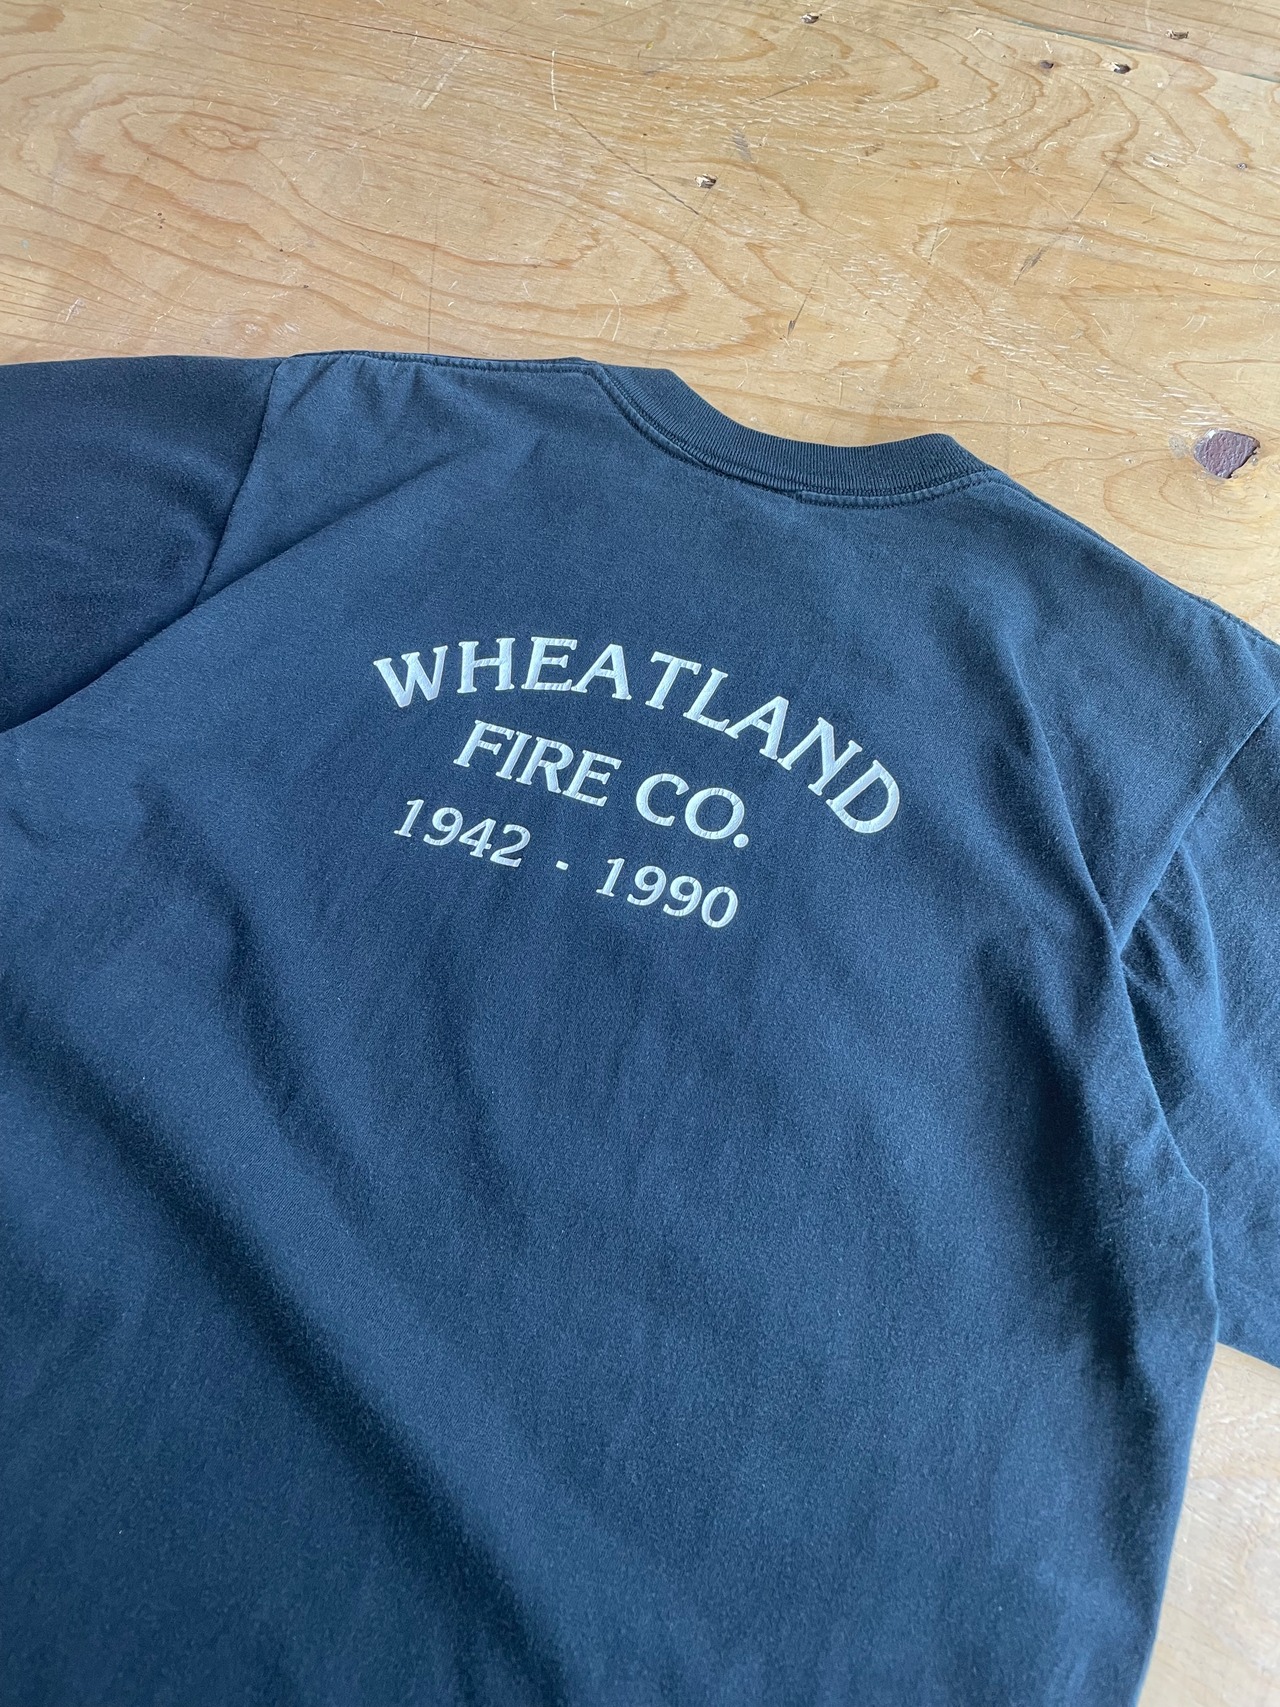 WHEATLAND
FIRE CO.
1942 - 1990